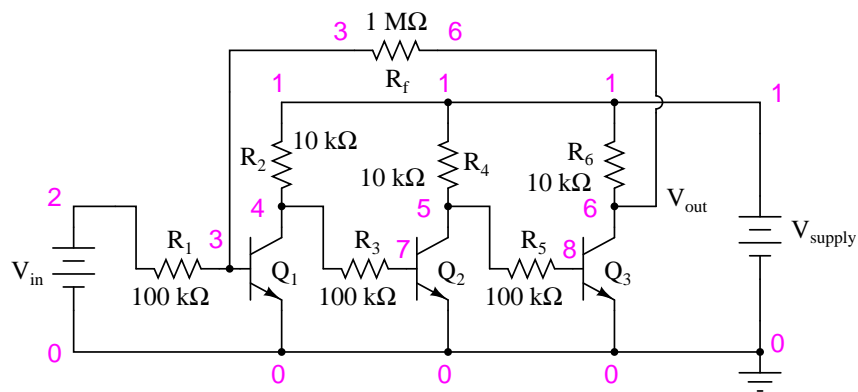 1 MΩ
3 6
R_f
1 1 1 1
10 kΩ
R_2 R_4 R_6
10 kΩ 10 kΩ
2 4 5 6 V_out
3 R_1 R_3 7 R_5 8 V_supply
V_in Q_1 Q_2 Q_3
100 kΩ 100 kΩ 100 kΩ
0 0 0 0 0